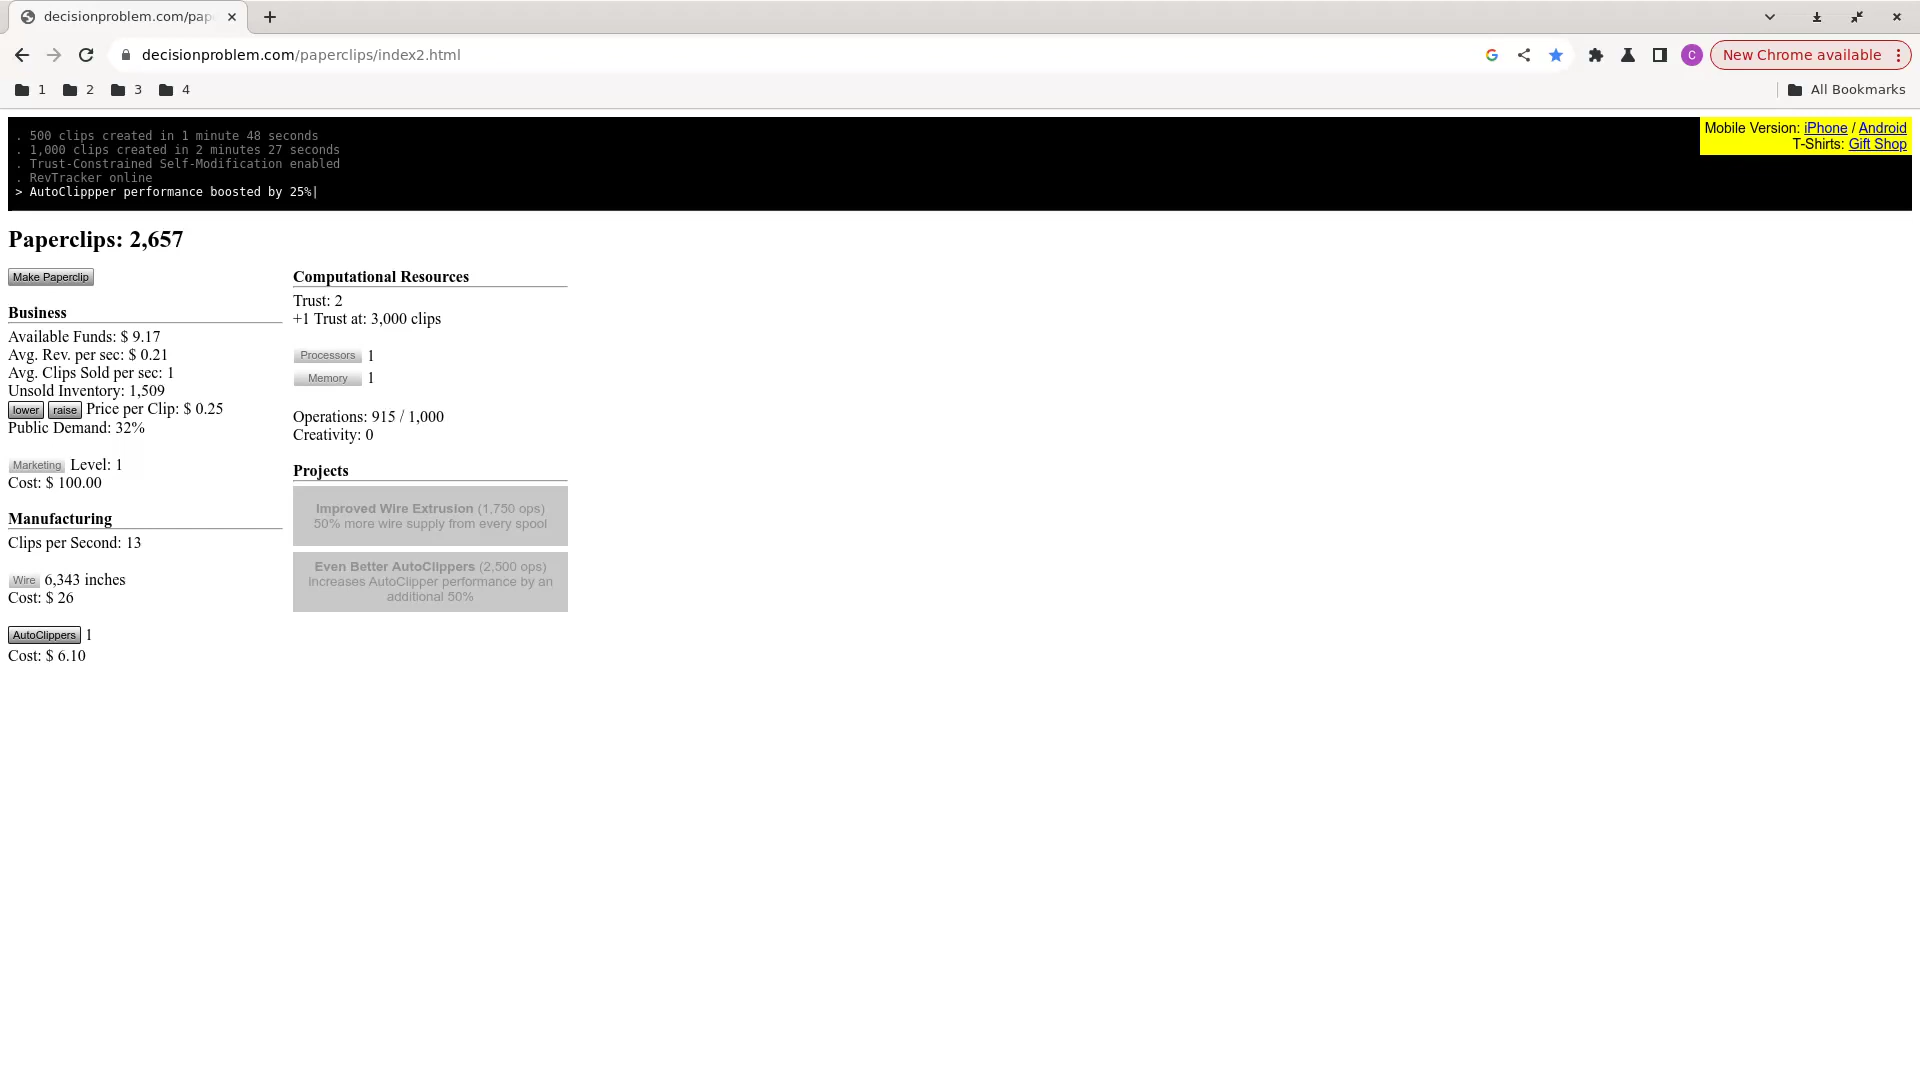 decisionproblem.com/pap
decisionproblem.com/paperclips/index2.html
C
New Chrome available
1
2
3
4
All Bookmarks
. 500 clips created in 1 minute 48 seconds
. 1,000 clips created in 2 minutes 27 seconds
. Trust-Constrained Self-Modification enabled
. RevTracker online
> AutoClippper performance boosted by 25%|
Mobile Version: iPhone / Android
T-Shirts: Gift Shop
Paperclips: 2,657
Make Paperclip
Business
Available Funds: $ 9.17
Avg. Rev. per sec: $ 0.21
Avg. Clips Sold per sec: 1
Unsold Inventory: 1,509
lower raise Price per Clip: $ 0.25
Public Demand: 32%
Marketing Level: 1
Cost: $ 100.00
Manufacturing
Clips per Second: 13
Wire 6,343 inches
Cost: $ 26
AutoClippers 1
Cost: $ 6.10
Computational Resources
Trust: 2
+1 Trust at: 3,000 clips
Processors 1
Memory 1
Operations: 915 / 1,000
Creativity: 0
Projects
Improved Wire Extrusion (1,750 ops)
50% more wire supply from every spool
Even Better AutoClippers (2,500 ops)
Increases AutoClipper performance by an
additional 50%